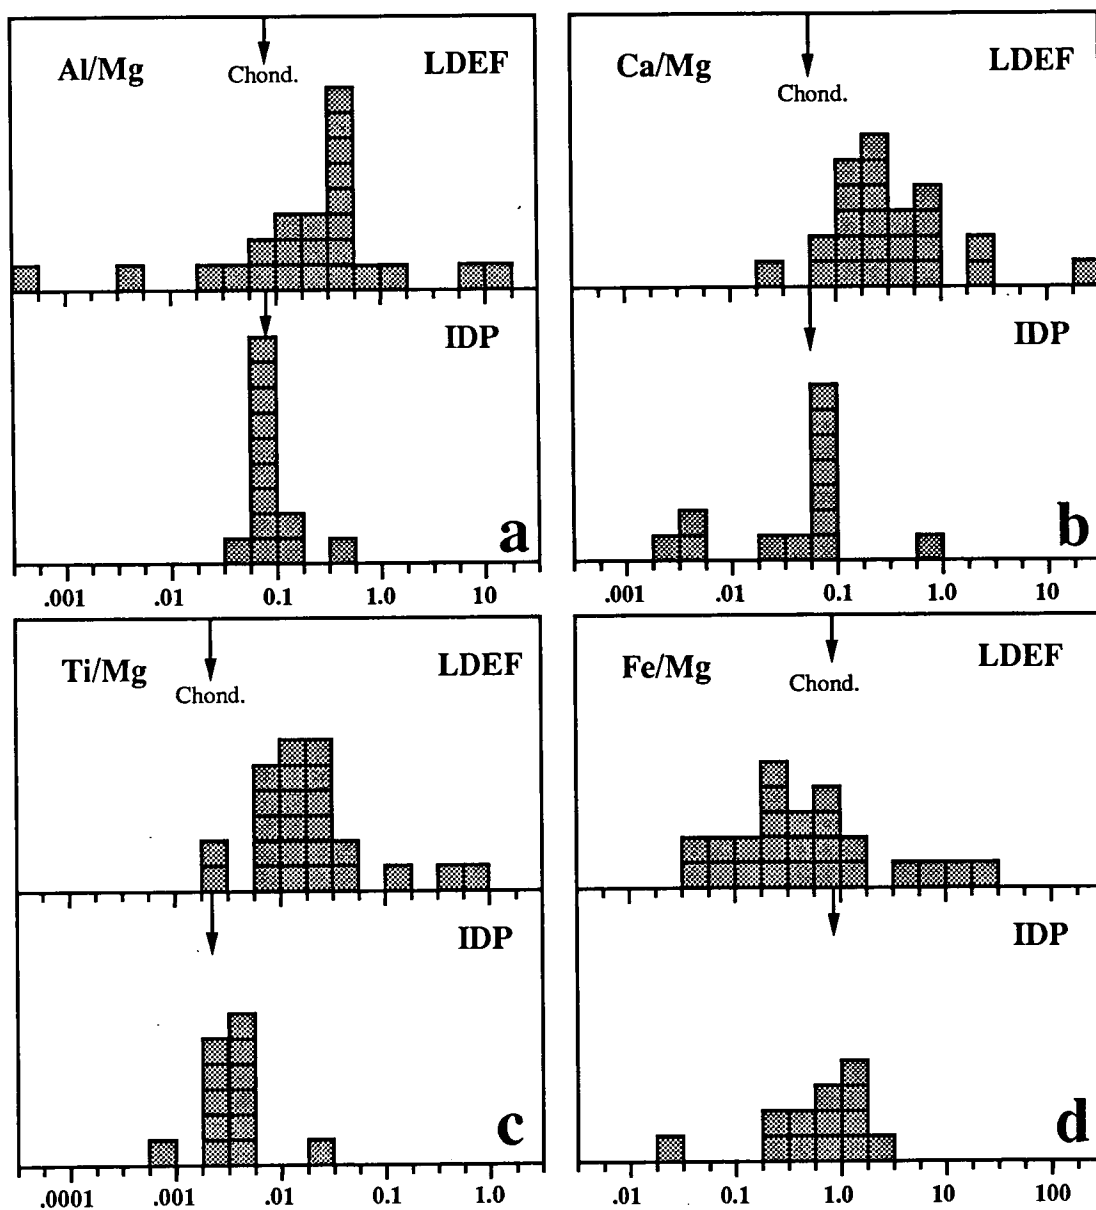 Al/Mg Chond. LDEF
IDP
a
.001 .01 0.1 1.0 10
Ca/Mg Chond. LDEF
IDP
b
.001 .01 0.1 1.0 10
Ti/Mg Chond. LDEF
IDP
c
.0001 .001 .01 0.1 1.0
Fe/Mg Chond. LDEF
IDP
d
.01 0.1 1.0 10 100